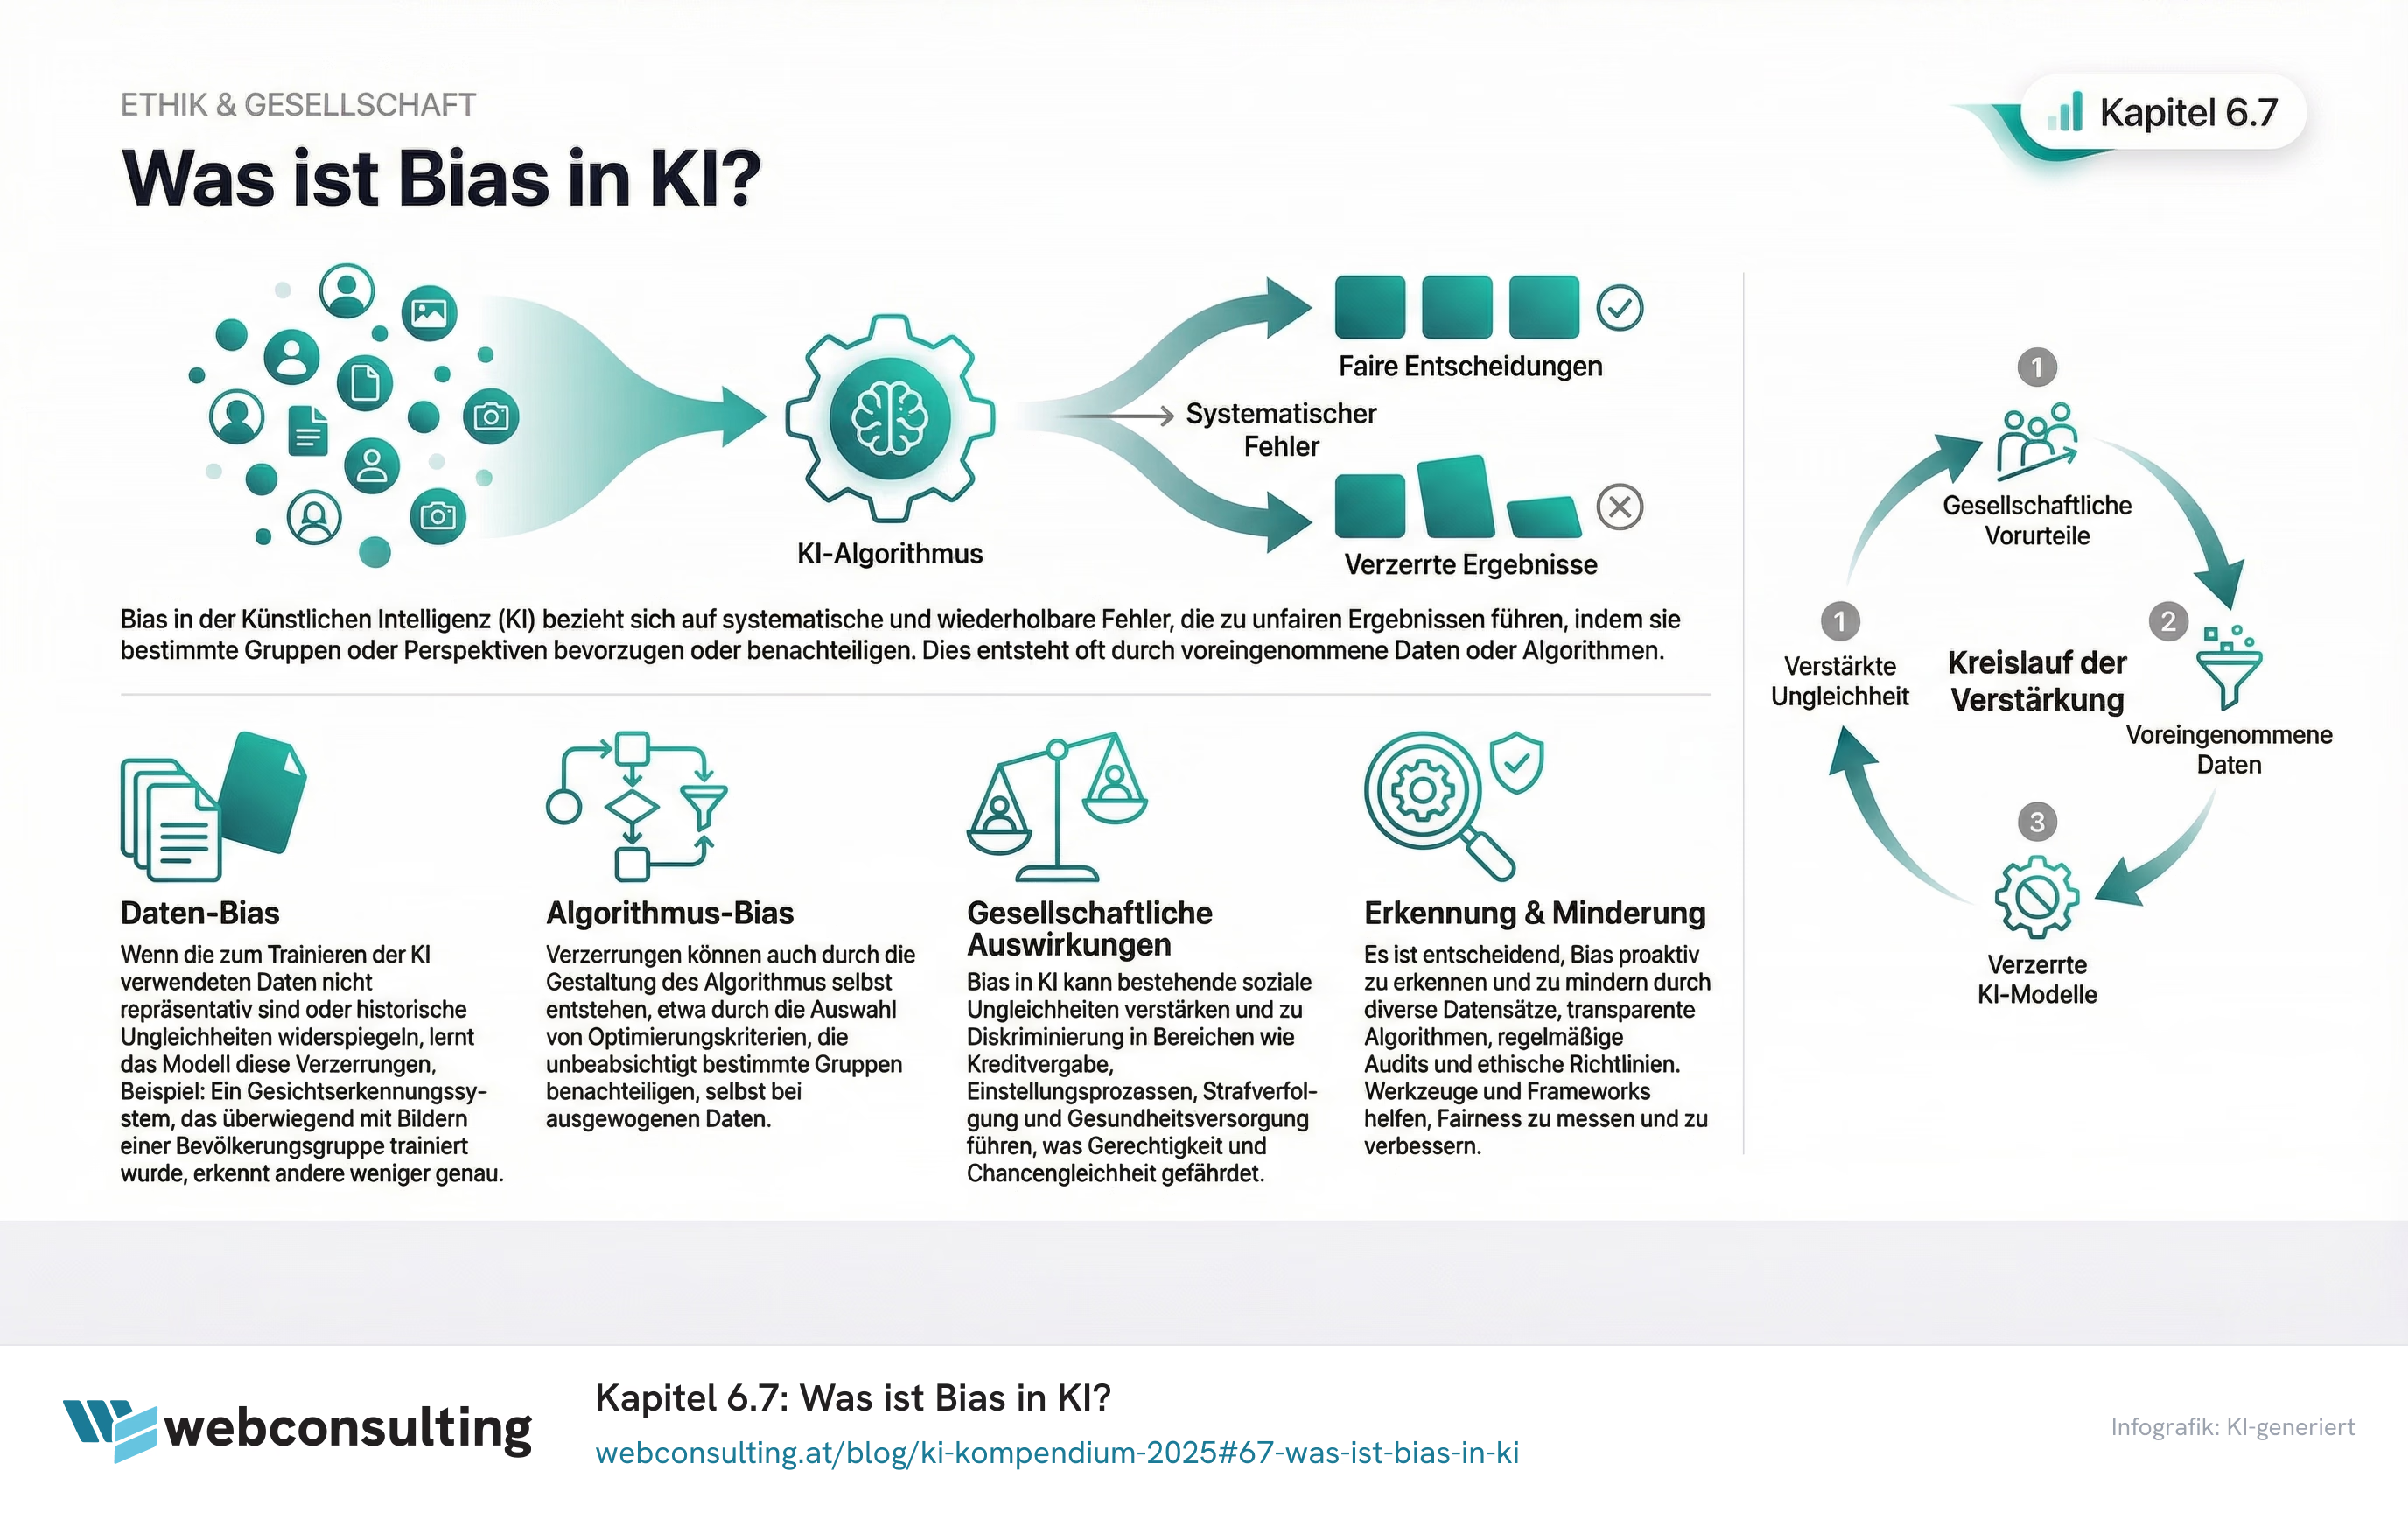 ETHIK & GESELLSCHAFT
Was ist Bias in KI?
Kapitel 6.7
KI-Algorithmus
Faire Entscheidungen
Systematischer
Fehler
Verzerrte Ergebnisse
Bias in der Künstlichen Intelligenz (KI) bezieht sich auf systematische und wiederholbare Fehler, die zu unfairen Ergebnissen führen, indem sie
bestimmte Gruppen oder Perspektiven bevorzugen oder benachteiligen. Dies entsteht oft durch voreingenommene Daten oder Algorithmen.
Daten-Bias
Wenn die zum Trainieren der KI
verwendeten Daten nicht
repräsentativ sind oder historische
Ungleichheiten widerspiegeln, lernt
das Modell diese Verzerrungen,
Beispiel: Ein Gesichtserkennungssy-
stem, das überwiegend mit Bildern
einer Bevölkerungsgruppe trainiert
wurde, erkennt andere weniger genau.
Algorithmus-Bias
Verzerrungen können auch durch die
Gestaltung des Algorithmus selbst
entstehen, etwa durch die Auswahl
von Optimierungskriterien, die
unbeabsichtigt bestimmte Gruppen
benachteiligen, selbst bei
ausgewogenen Daten.
Gesellschaftliche
Auswirkungen
Bias in KI kann bestehende soziale
Ungleichheiten verstärken und zu
Diskriminierung in Bereichen wie
Kreditvergabe,
Einstellungsprozessen, Strafverfol-
gung und Gesundheitsversorgung
führen, was Gerechtigkeit und
Chancengleichheit gefährdet.
Erkennung & Minderung
Es ist entscheidend, Bias proaktiv
zu erkennen und zu mindern durch
diverse Datensätze, transparente
Algorithmen, regelmäßige
Audits und ethische Richtlinien.
Werkzeuge und Frameworks
helfen, Fairness zu messen und zu
verbessern.
1
Gesellschaftliche
Vorurteile
1
Verstärkte
Ungleichheit
Kreislauf der
Verstärkung
2
Voreingenommene
Daten
3
Verzerrte
KI-Modelle
webconsulting
Kapitel 6.7: Was ist Bias in KI?
webconsulting.at/blog/ki-kompendium-2025#67-was-ist-bias-in-ki
Infografik: KI-generiert